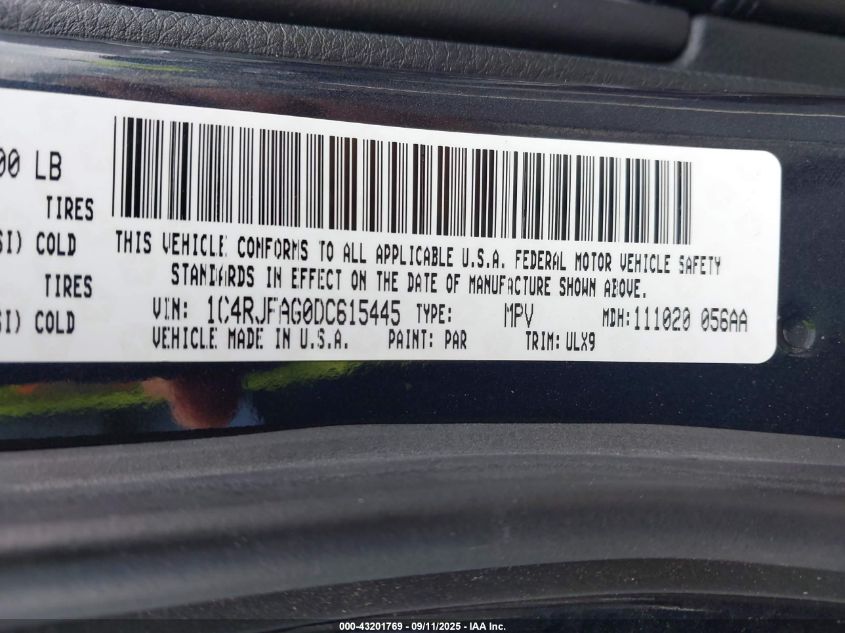 00 LB
TIRES
SI) COLD
TIRES
SI) COLD
THIS VEHICLE CONFORMS TO ALL APPLICABLE U.S.A. FEDERAL MOTOR VEHICLE SAFETY
STANDARDS IN EFFECT ON THE DATE OF MANUFACTURE SHOWN ABOVE.
VIN: 1C4RJFAG0DC615445 TYPE: MPV MDH:111020 056AA
VEHICLE MADE IN U.S.A. PAINT: PAR TRIM: ULX9
000-43201769 - 09/11/2025 - IAA Inc.